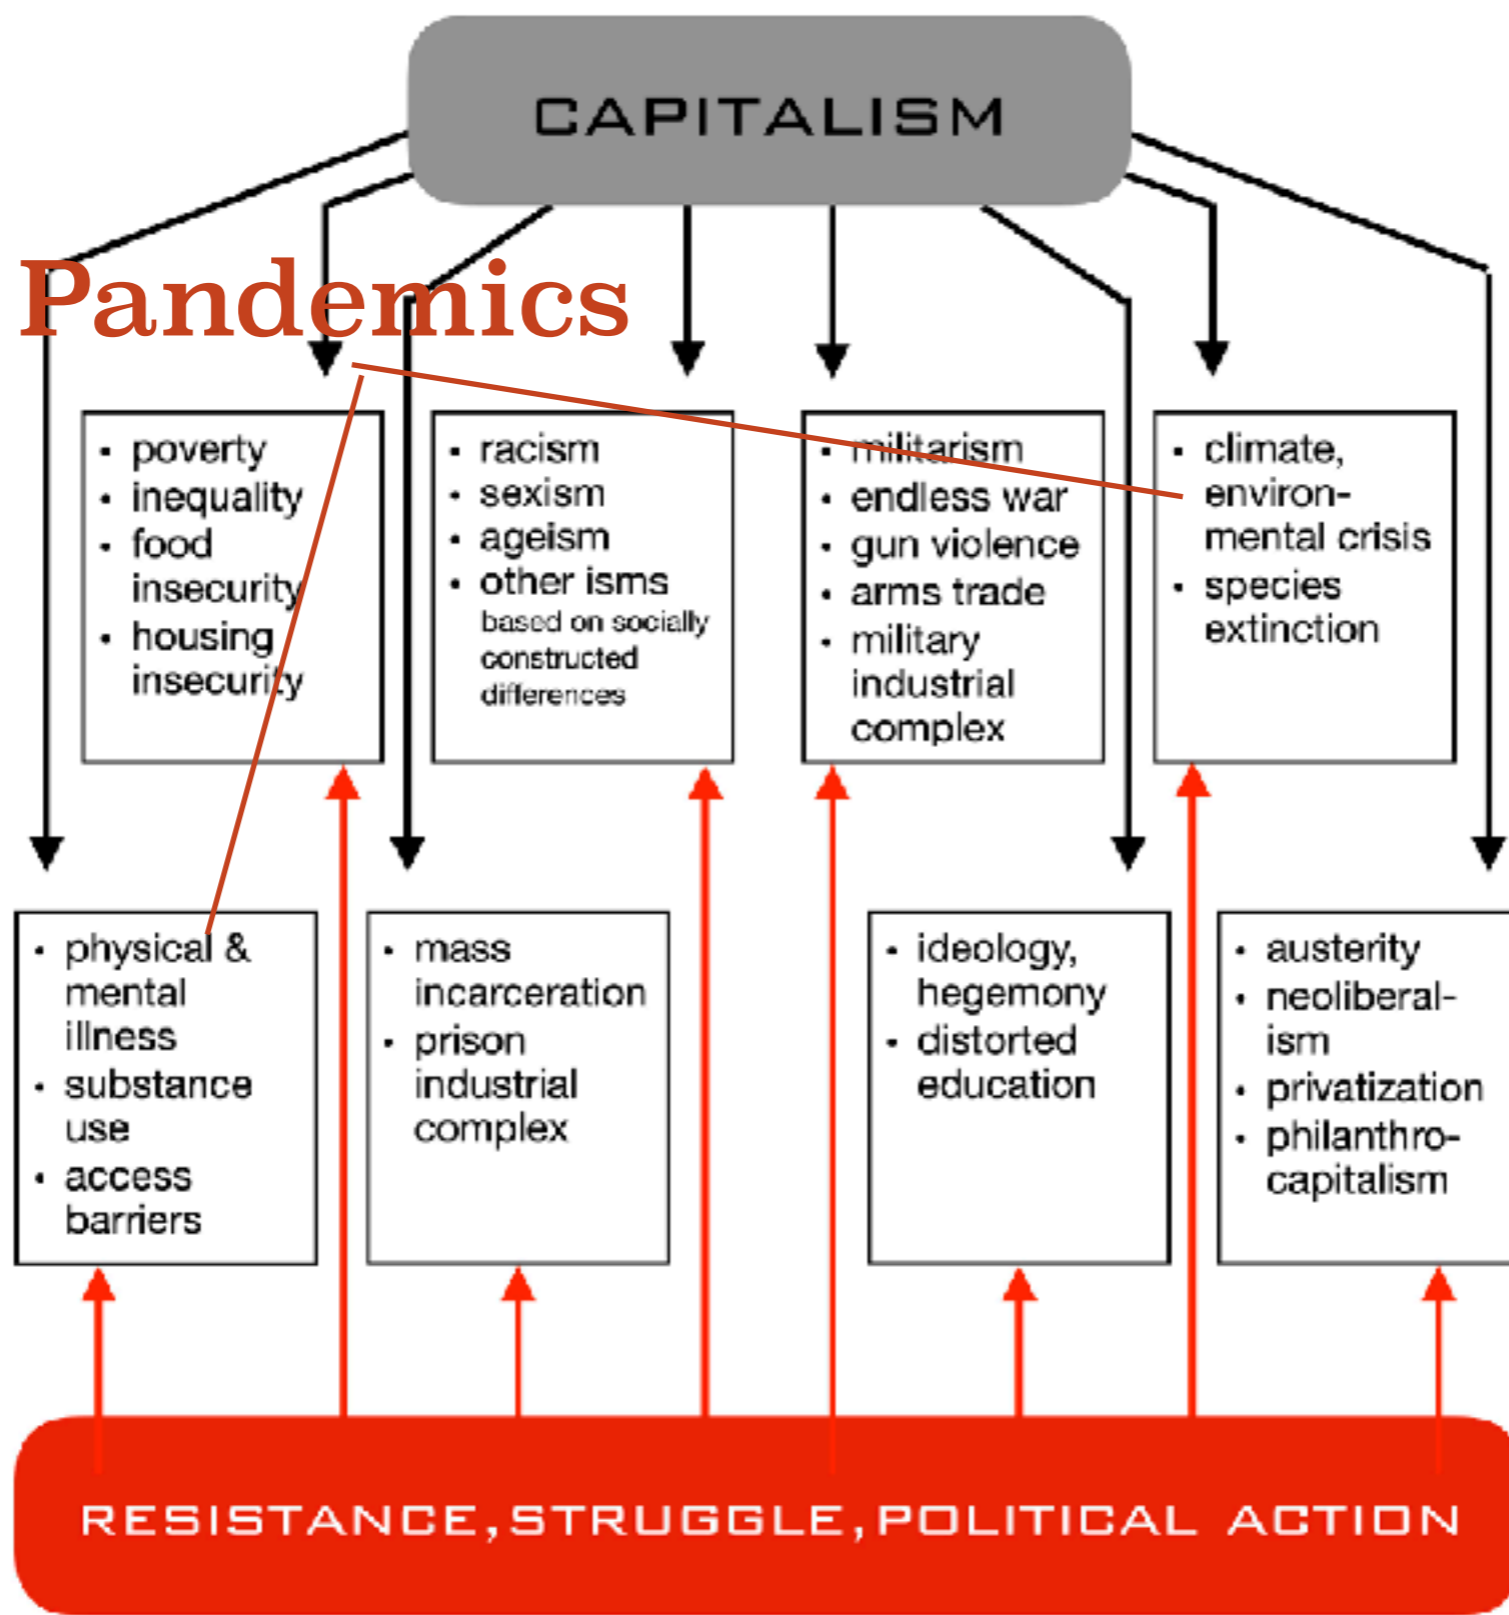 CAPITALISM
Pandemics
• poverty
• inequality
• food
insecurity
• housing
insecurity
• racism
• sexism
• ageism
• other isms
based on socially
constructed
differences
• militarism
• endless war
• gun violence
• arms trade
• military
industrial
complex
• climate,
environ-
mental crisis
• species
extinction
• physical &
mental
illness
• substance
use
• access
barriers
• mass
incarceration
• prison
industrial
complex
• ideology,
hegemony
• distorted
education
• austerity
• neoliberal-
ism
• privatization
• philanthro-
capitalism
RESISTANCE, STRUGGLE, POLITICAL ACTION